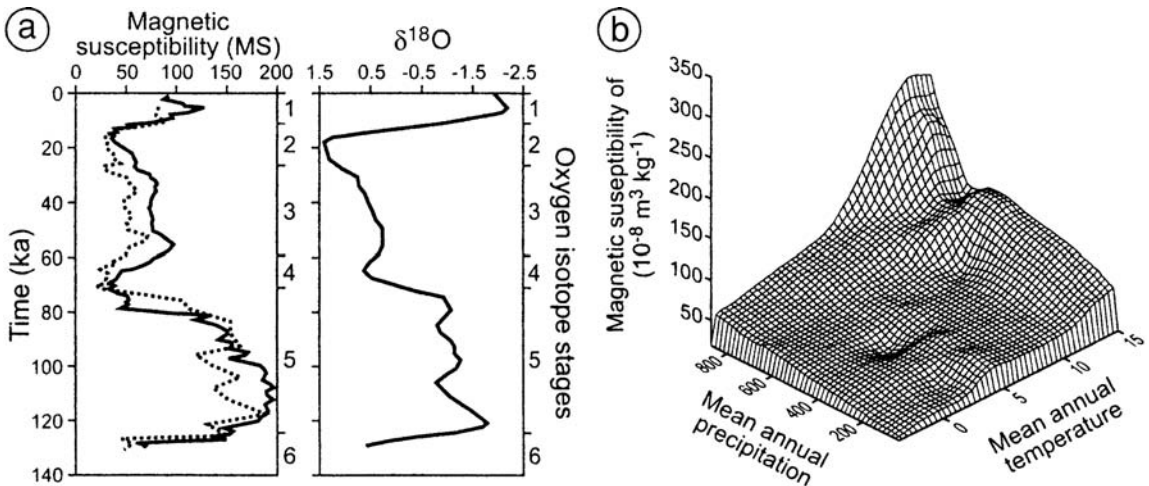 a
Magnetic
susceptibility (MS)
0 50 100 150 200
δ18O
1.5 0.5 -0.5 -1.5 -2.5
Time (ka)
0
20
40
60
80
100
120
140
1
2
3
4
5
6
1
2
3
4
5
6
Oxygen isotope stages
b
Magnetic suseptibility of
(10-8 m3 kg-1)
350
300
250
200
150
100
50
800 600 400 200
Mean annual
precipitation
0 5 10 15
Mean annual
temperature